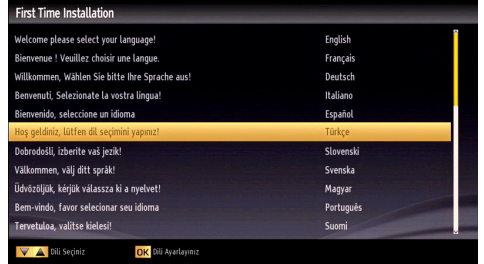 First Time Installation
Welcome please select your language! English
Bienvenue ! Veuillez choisir une langue. Français
Willkommen, Wählen Sie bitte Ihre Sprache aus! Deutsch
Benvenuti, Selezionate la vostra lingua! Italiano
Bienvenido, seleccione un idioma Español
Hoş geldiniz, lütfen dil seçimini yapınız! Türkçe
Dobrodošli, izberite vaš jezik! Slovenski
Välkommen, välj ditt språk! Svenska
Üdvözöljük, kérjük válassza ki a nyelvet! Magyar
Bem-vindo, favor selecionar seu idioma Português
Tervetuloa, valitse kielesi! Suomi
Dili Seçiniz OK Dili Ayarlayınız